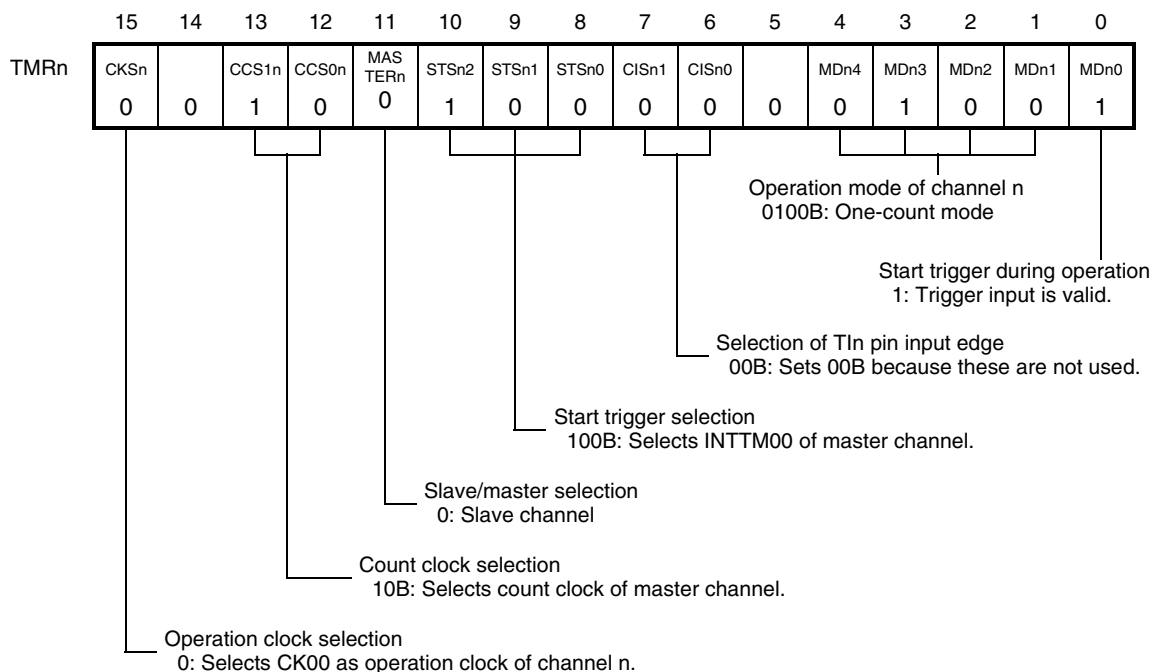 15 14 13 12 11 10 9 8 7 6 5 4 3 2 1 0
TMRn CKSn CCS1n CCS0n MAS STSn2 STSn1 STSn0 CISn1 CISn0 MDn4 MDn3 MDn2 MDn1 MDn0
TERn
0 0 1 0 0 1 0 0 0 0 0 0 1 0 0 1
Operation mode of channel n
0100B: One-count mode
Start trigger during operation
1: Trigger input is valid.
Selection of TIn pin input edge
00B: Sets 00B because these are not used.
Start trigger selection
100B: Selects INTTM00 of master channel.
Slave/master selection
0: Slave channel
Count clock selection
10B: Selects count clock of master channel.
Operation clock selection
0: Selects CK00 as operation clock of channel n.